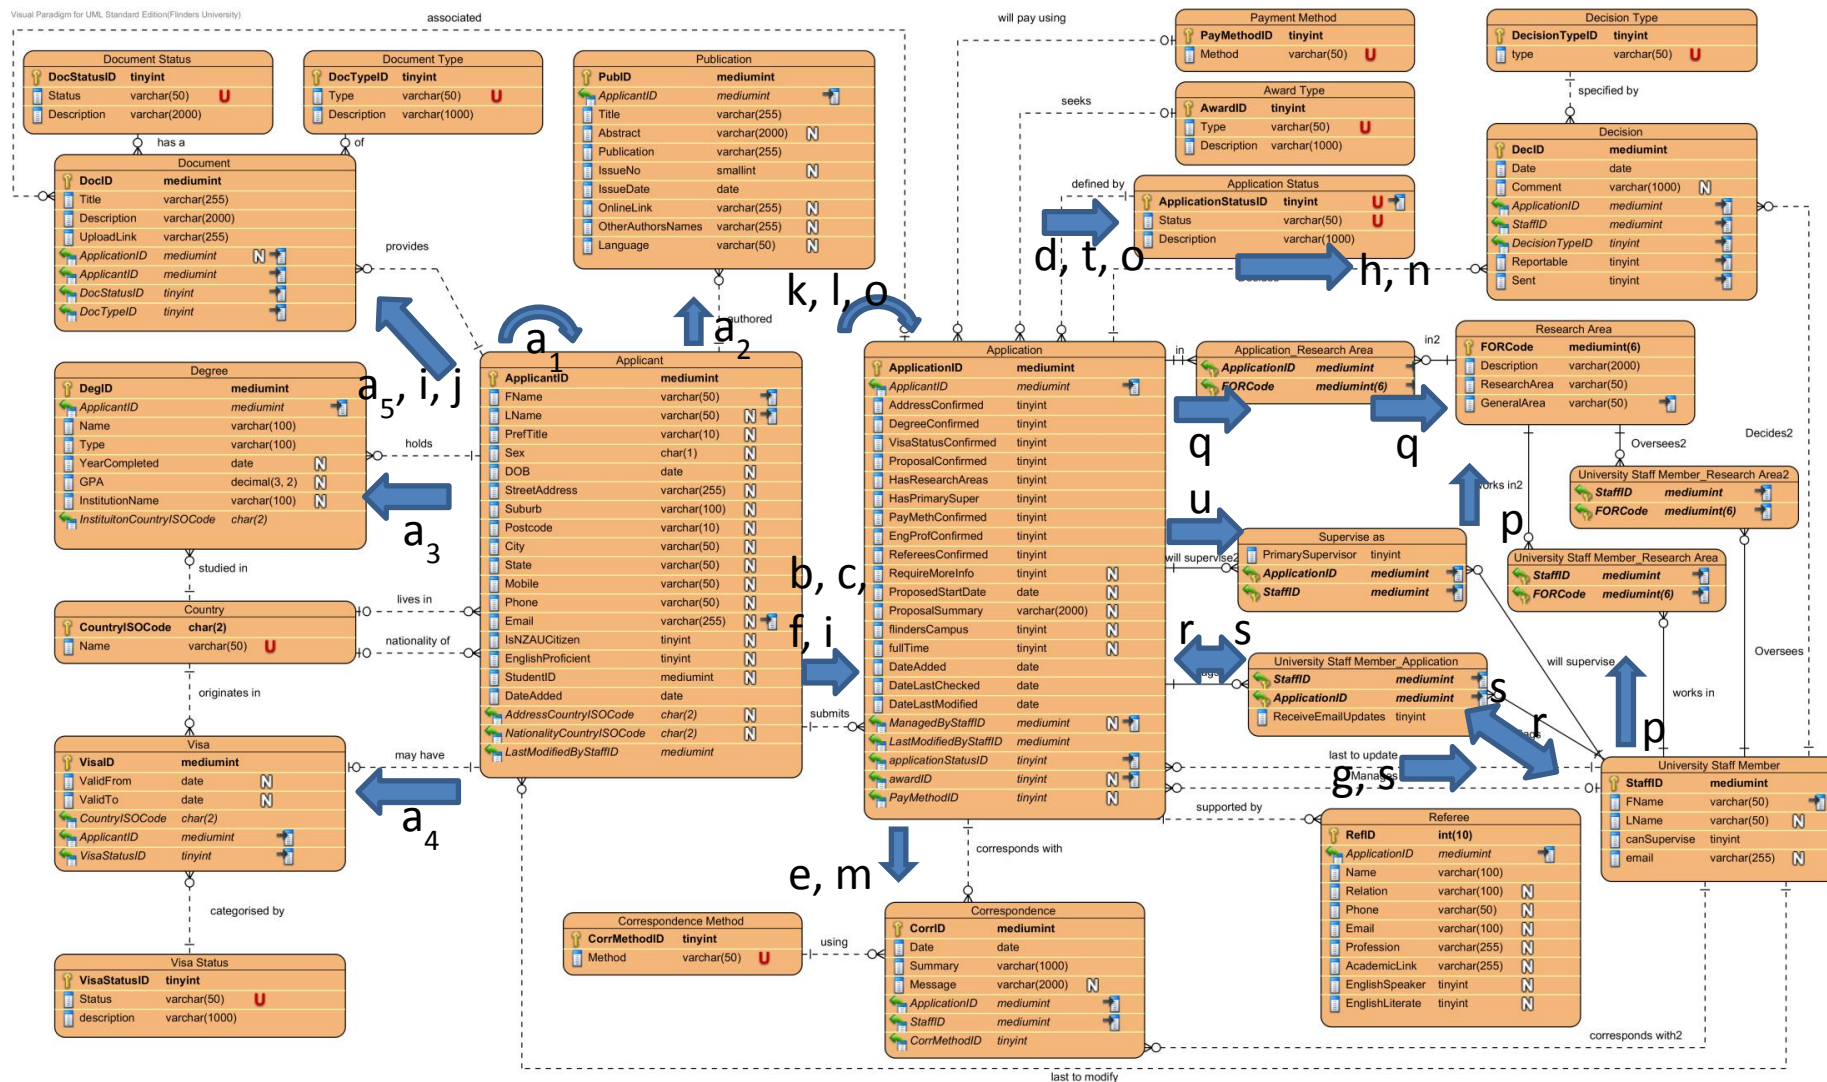 Visual Paradigm for UML Standard Edition(Flinders University)
associated
will pay using
Document Status
DocStatusID tinyint
Status varchar(50) U
Description varchar(2000)
Document Type
DocTypeID tinyint
Type varchar(50) U
Description varchar(1000)
Publication
PubID mediumint
ApplicantID mediumint
Title varchar(255)
Abstract varchar(2000) N
Publication varchar(255)
IssueNo smallint N
IssueDate date
OnlineLink varchar(255) N
OtherAuthorsNames varchar(255) N
Language varchar(50) N
Payment Method
PayMethodID tinyint
Method varchar(50) U
seeks
Award Type
AwardID tinyint
Type varchar(50) U
Description varchar(1000)
defined by
Application Status
ApplicationStatusID tinyint U
Status varchar(50) U
Description varchar(1000)
d, t, o
h, n
Decision Type
DecisionTypeID tinyint
type varchar(50) U
specified by
Decision
DecID mediumint
Date date
Comment varchar(1000) N
ApplicationID mediumint
StaffID mediumint
DecisionTypeID tinyint
Reportable tinyint
Sent tinyint
has a
of
Document
DocID mediumint
Title varchar(255)
Description varchar(2000)
UploadLink varchar(255)
ApplicationID mediumint N
ApplicantID mediumint
DocStatusID tinyint
DocTypeID tinyint
provides
a5, i, j
a1
authored
a2
k, l, o
Degree
DegID mediumint
ApplicantID mediumint
Name varchar(100)
Type varchar(100)
YearCompleted date N
GPA decimal(3, 2) N
InstitutionName varchar(100) N
InstituitonCountryISOCode char(2)
holds
a3
studied in
Country
CountryISOCode char(2)
Name varchar(50) U
lives in
nationality of
originates in
Visa
VisaID mediumint
ValidFrom date N
ValidTo date N
CountryISOCode char(2)
ApplicantID mediumint
VisaStatusID tinyint
may have
a4
categorised by
Visa Status
VisaStatusID tinyint
Status varchar(50) U
description varchar(1000)
Applicant
ApplicantID mediumint
FName varchar(50)
LName varchar(50) N
PrefTitle varchar(10) N
Sex char(1) N
DOB date N
StreetAddress varchar(255) N
Suburb varchar(100) N
Postcode varchar(10) N
City varchar(50) N
State varchar(50) N
Mobile varchar(50) N
Phone varchar(50) N
Email varchar(255) N
IsNZAUCitizen tinyint N
EnglishProficient tinyint N
StudentID mediumint N
DateAdded date
AddressCountryISOCode char(2) N
NationalityCountryISOCode char(2) N
LastModifiedByStaffID mediumint
b, c,
f, i
submits
Application
ApplicationID mediumint
ApplicantID mediumint
AddressConfirmed tinyint
DegreeConfirmed tinyint
VisaStatusConfirmed tinyint
ProposalConfirmed tinyint
HasResearchAreas tinyint
HasPrimarySuper tinyint
PayMethConfirmed tinyint
EngProfConfirmed tinyint
RefereesConfirmed tinyint
RequireMoreInfo tinyint N
ProposedStartDate date N
ProposalSummary varchar(2000) N
flindersCampus tinyint N
fullTime tinyint N
DateAdded date
DateLastChecked date
DateLastModified date
ManagedByStaffID mediumint N
LastModifiedByStaffID mediumint
applicationStatusID tinyint
awardID tinyint N
PayMethodID tinyint N
in
Application_Research Area
ApplicationID mediumint
FORCode mediumint(6)
in2
q
q
Research Area
FORCode mediumint(6)
Description varchar(2000)
ResearchArea varchar(50)
GeneralArea varchar(50)
Oversees2
Decides2
University Staff Member_Research Area2
StaffID mediumint
FORCode mediumint(6)
p
University Staff Member_Research Area
StaffID mediumint
FORCode mediumint(6)
u
will supervise2
Supervise as
PrimarySupervisor tinyint
ApplicationID mediumint
StaffID mediumint
will supervise
Oversees
works in
p
r s
University Staff Member_Application
StaffID mediumint
ApplicationID mediumint
ReceiveEmailUpdates tinyint
s
r
last to update
Manages
g, s
University Staff Member
StaffID mediumint
FName varchar(50)
LName varchar(50) N
canSupervise tinyint
email varchar(255) N
supported by
Referee
RefID int(10)
ApplicationID mediumint
Name varchar(100)
Relation varchar(100) N
Phone varchar(50) N
Email varchar(100) N
Profession varchar(255) N
AcademicLink varchar(255) N
EnglishSpeaker tinyint N
EnglishLiterate tinyint N
e, m
corresponds with
Correspondence Method
CorrMethodID tinyint
Method varchar(50) U
using
Correspondence
CorrID mediumint
Date date
Summary varchar(1000)
Message varchar(2000) N
ApplicationID mediumint
StaffID mediumint
CorrMethodID tinyint
corresponds with2
last to modify